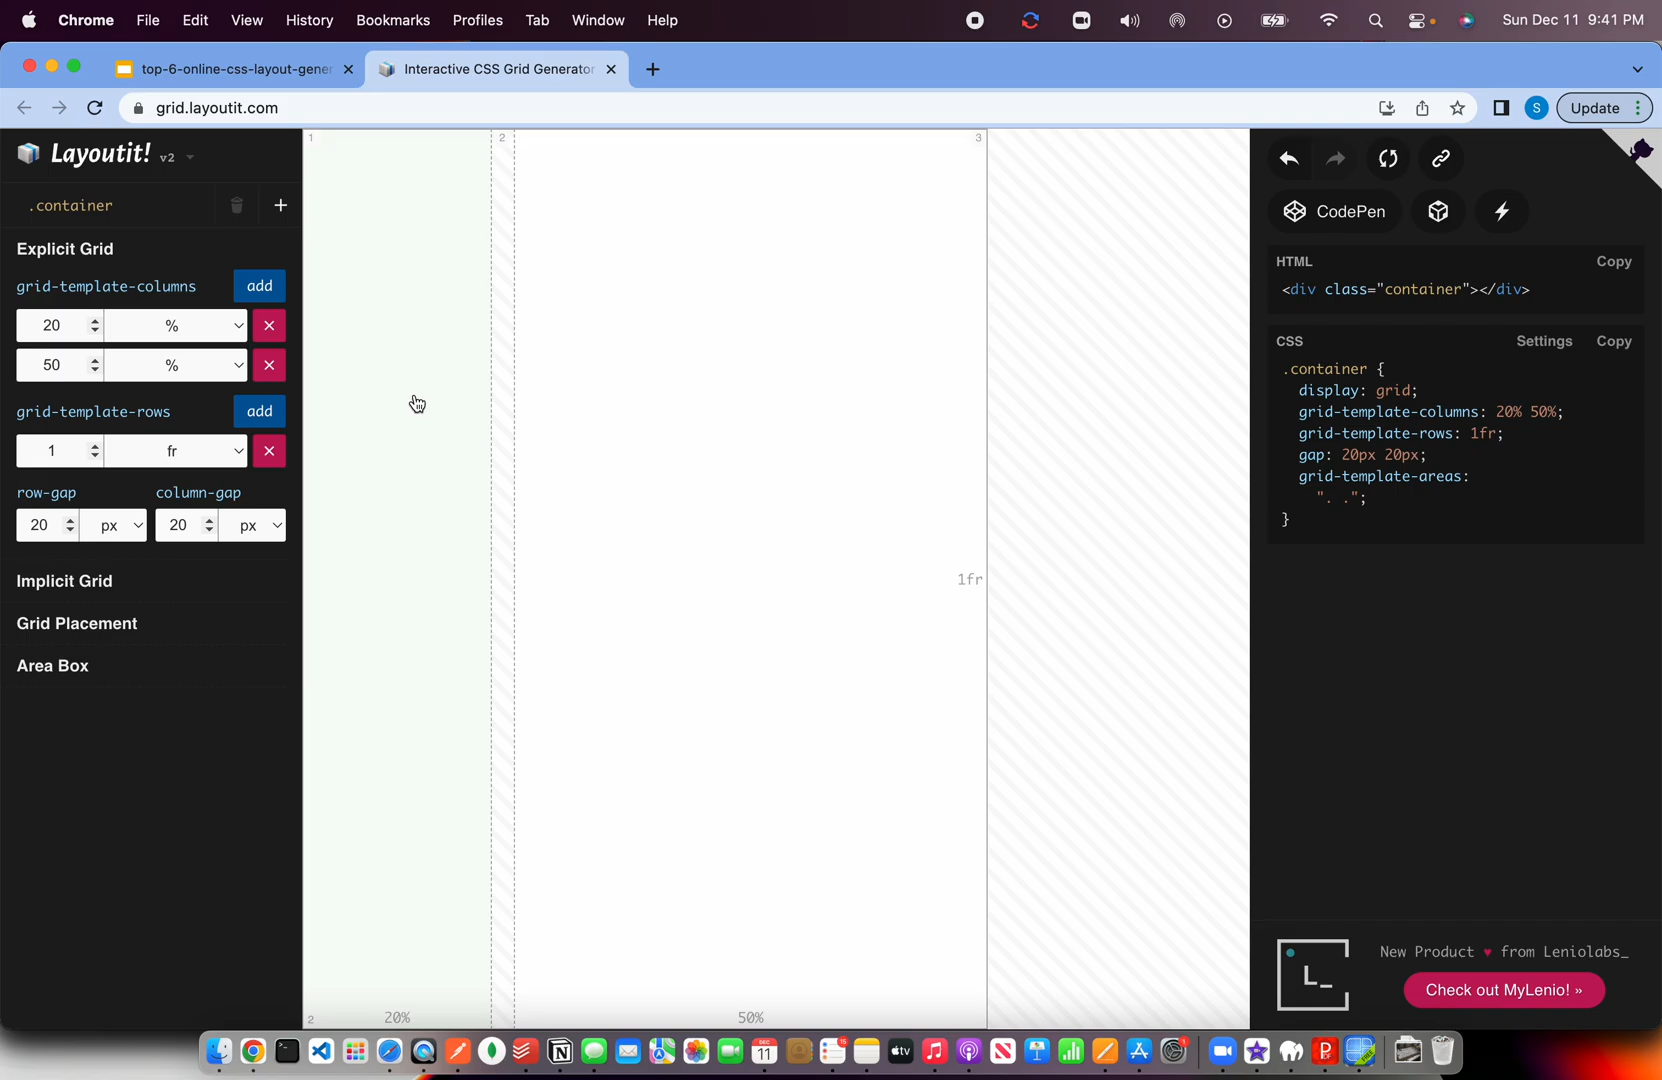 Chrome File Edit View History Bookmarks Profiles Tab Window Help Sun Dec 11 9:41 PM
top-6-online-css-layout-gener Interactive CSS Grid Generator
grid.layoutit.com S Update
Layoutit! v2
.container
Explicit Grid
grid-template-columns add
20 %
50 %
grid-template-rows add
1 fr
row-gap column-gap
20 px 20 px
Implicit Grid
Grid Placement
Area Box
1 2 3
1fr
2 20% 50%
CodePen
HTML Copy
<div class="container"></div>
CSS Settings Copy
.container {
display: grid;
grid-template-columns: 20% 50%;
grid-template-rows: 1fr;
gap: 20px 20px;
grid-template-areas:
". .";
}
L_
New Product ♥ from Leniolabs_
Check out MyLenio! »